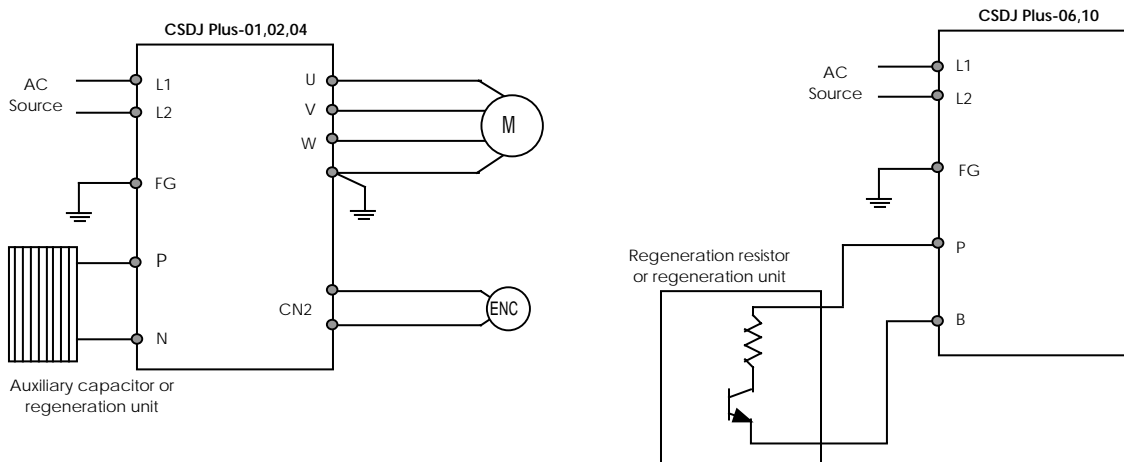 CSDJ Plus-01,02,04
AC
Source
L1
L2
FG
P
N
U
V
W
M
CN2
ENC
Auxiliary capacitor or
regeneration unit
CSDJ Plus-06,10
AC
Source
L1
L2
FG
P
B
Regeneration resistor
or regeneration unit